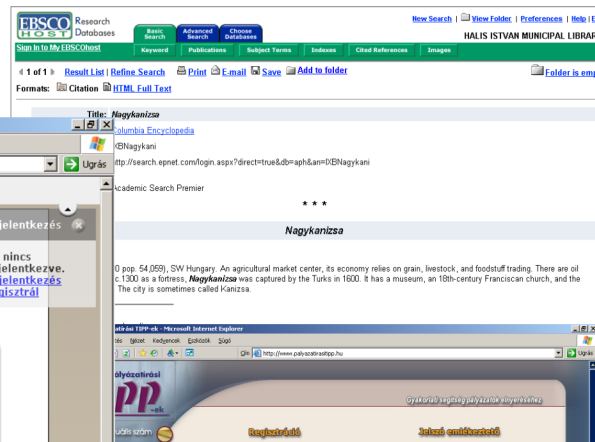 EBSCO HOST Research Databases
Basic Search Advanced Search Choose Databases
New Search | View Folder | Preferences | Help | E
HALIS ISTVAN MUNICIPAL LIBRAR
Sign In to My EBSCOhost Keyword Publications Subject Terms Indexes Cited References Images
1 of 1 Result List | Refine Search Print E-mail Save Add to folder Folder is emp
Formats: Citation HTML Full Text
Title: Nagykanizsa
Columbia Encyclopedia
IXBNagykani
http://search.epnet.com/login.aspx?direct=true&db=aph&an=IXBNagykani
Academic Search Premier
* * *
Nagykanizsa
0 pop. 54,059), SW Hungary. An agricultural market center, its economy relies on grain, livestock, and foodstuff trading. There are oil
c.1300 as a fortress, Nagykanizsa was captured by the Turks in 1600. It has a museum, an 18th-century Franciscan church, and the
The city is sometimes called Kanizsa.
Ugrás
jelentkezés
nincs
jelentkezve.
jelentkezés
gisztrál
atírási TIPP-ek - Microsoft Internet Explorer
tés Nézet Kedvencek Eszközök Súgó
Cím http://www.palyazatirasitipp.hu Ugrás
ályázatírási
ipp
-ek
Gyakorlati segítség pályázatok elnyeréséhez
uális szám Regisztráció Jelszó emlékeztető